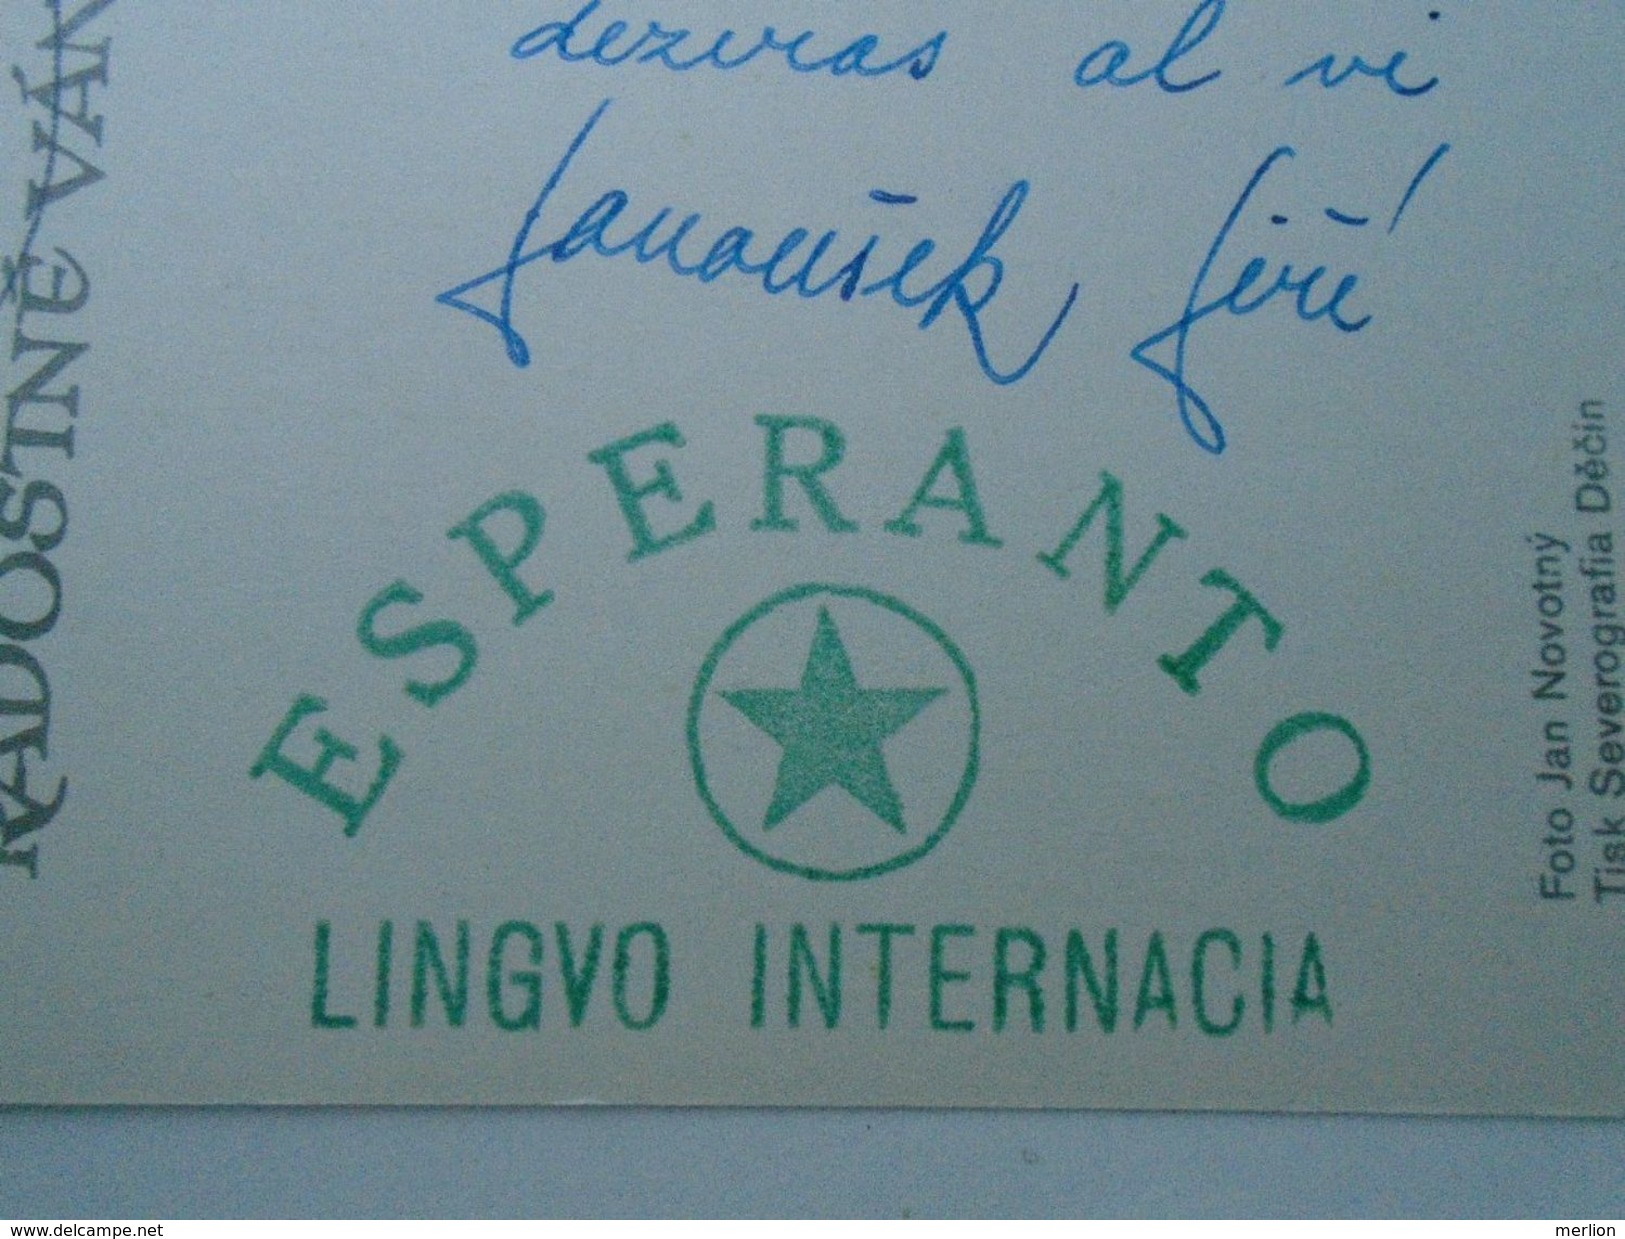 deziras al vi
Janoušek Jiří
ESPERANTO
LINGVO INTERNACIA
RADOSTNÉ VÁN
Foto Jan Novotný
Tisk Severografia Děčín
www.delcampe.net
merlion